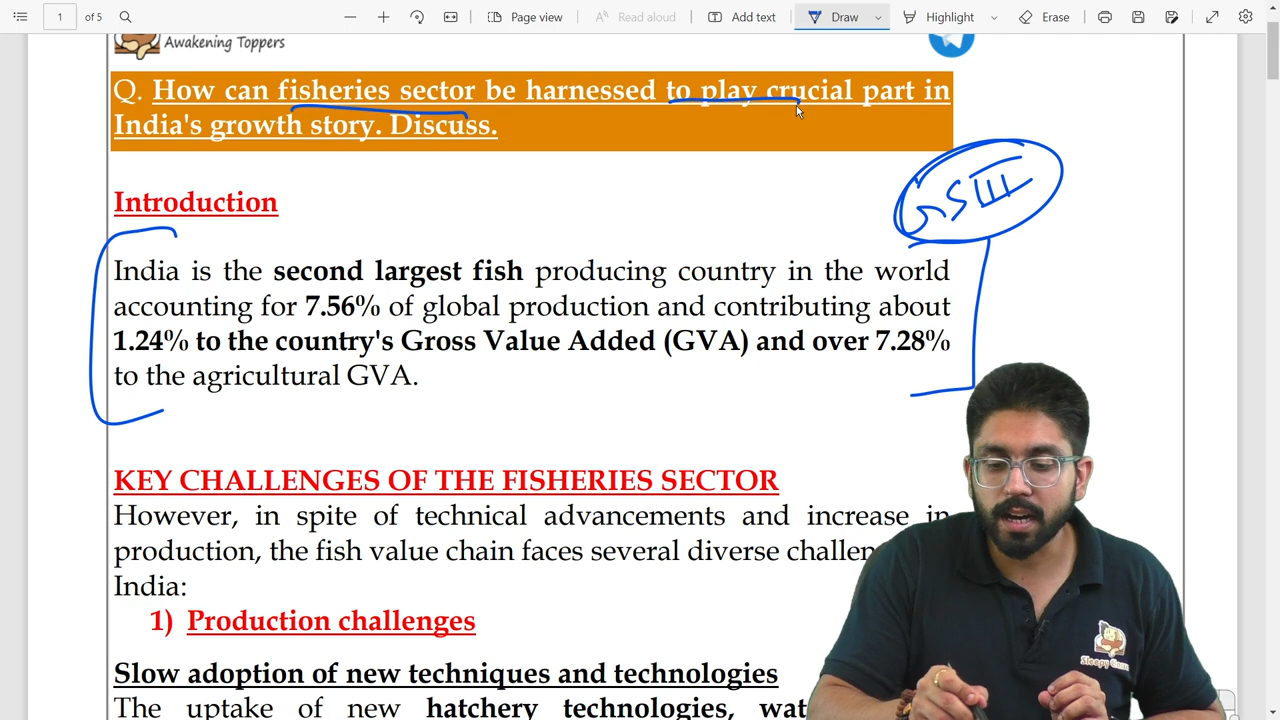 1 of 5
Page view
Read aloud
Add text
Draw
Highlight
Erase
Awakening Toppers
Q. How can fisheries sector be harnessed to play crucial part in
India's growth story. Discuss.
GS III
Introduction
India is the second largest fish producing country in the world
accounting for 7.56% of global production and contributing about
1.24% to the country's Gross Value Added (GVA) and over 7.28%
to the agricultural GVA.
KEY CHALLENGES OF THE FISHERIES SECTOR
However, in spite of technical advancements and increase in
production, the fish value chain faces several diverse
India:
1) Production challenges
Slow adoption of new techniques and technologies
The uptake of new hatchery technologies,
Sleepy